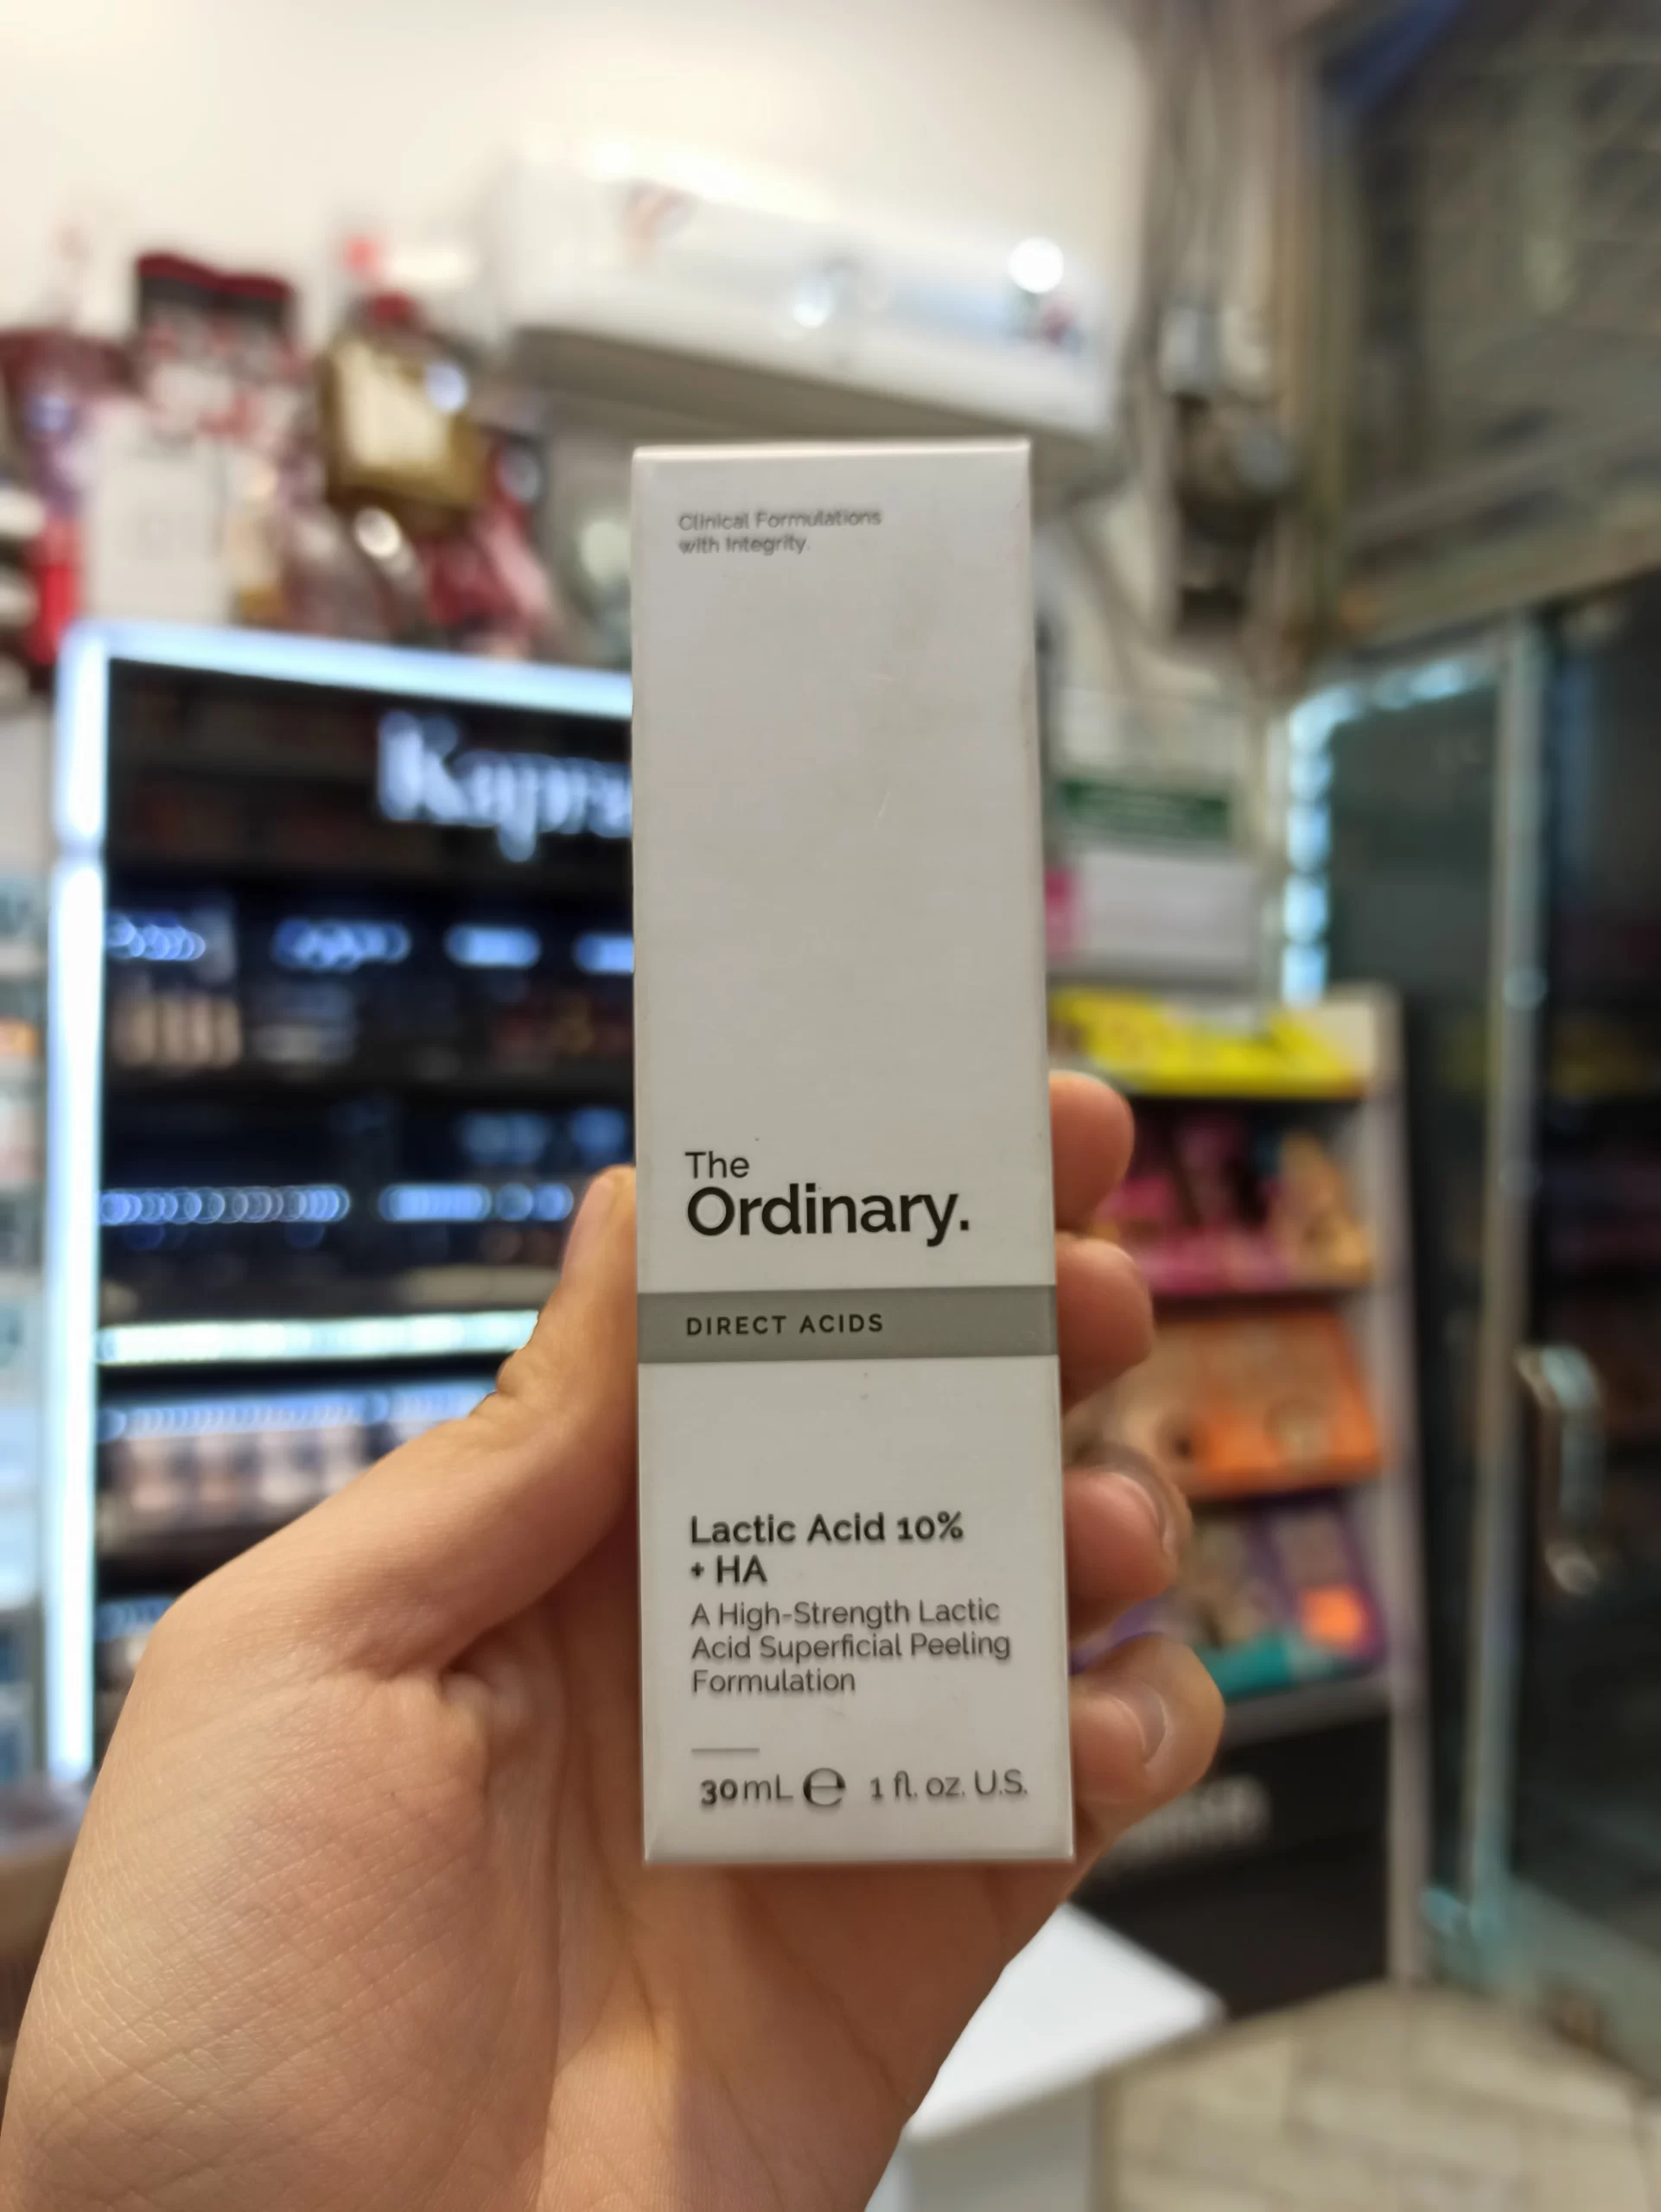 Clinical Formulations
with Integrity.
The
Ordinary.
DIRECT ACIDS
Lactic Acid 10%
+ HA
A High-Strength Lactic
Acid Superficial Peeling
Formulation
30mL ℮ 1 fl. oz. U.S.